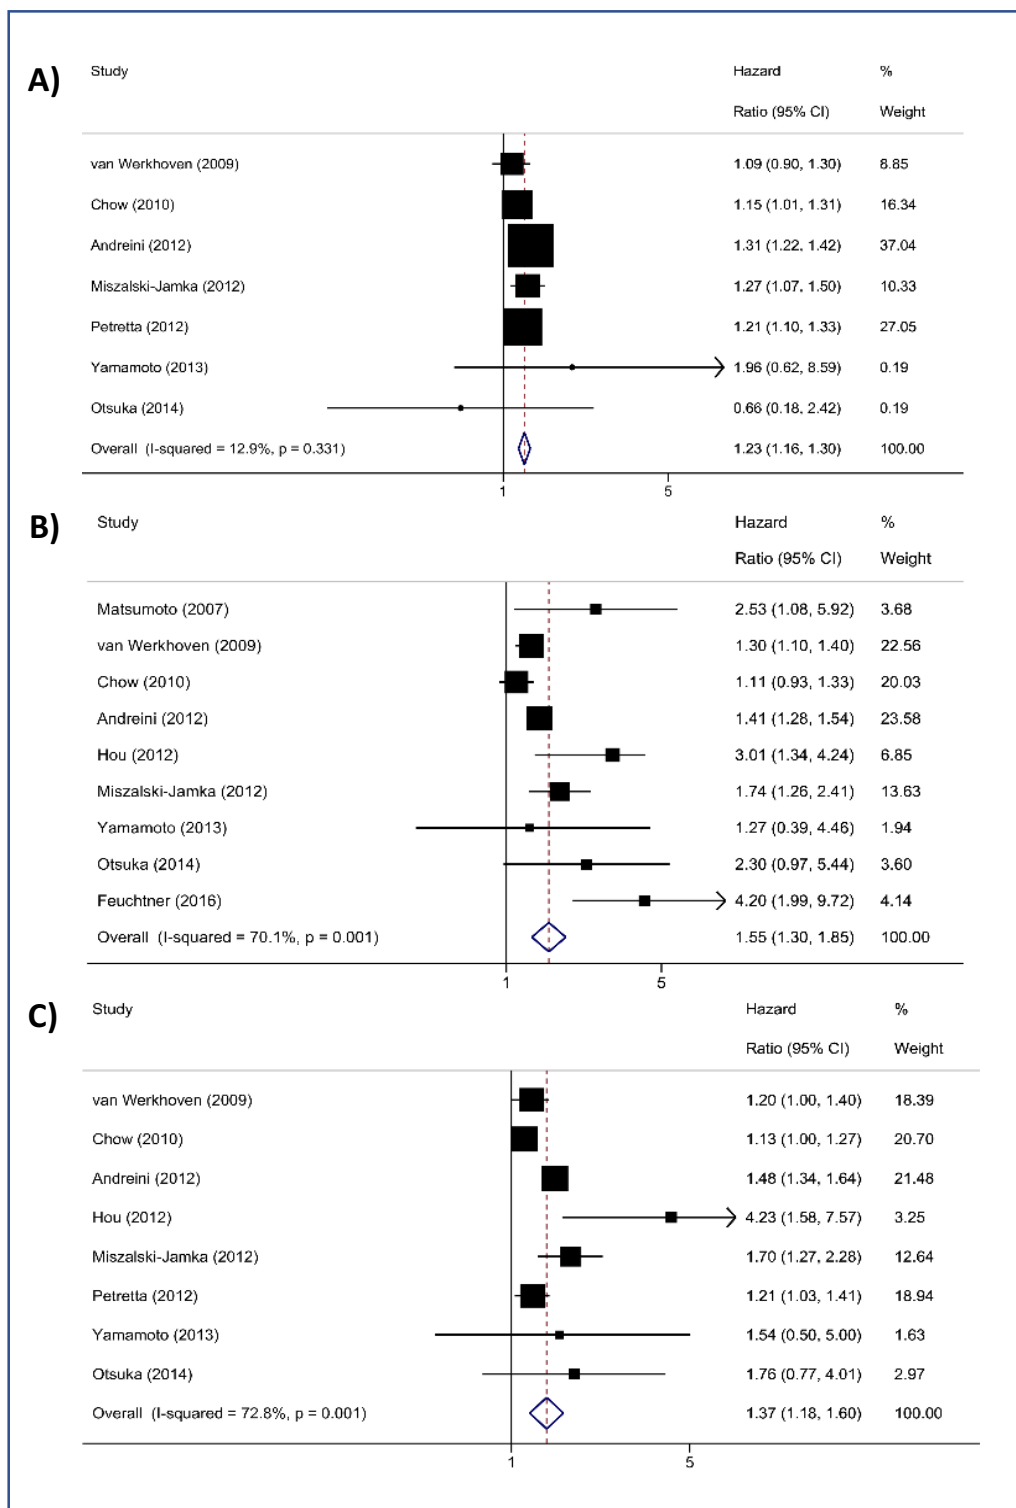 A)
Study Hazard %
Ratio (95% CI) Weight
van Werkhoven (2009) 1.09 (0.90, 1.30) 8.85
Chow (2010) 1.15 (1.01, 1.31) 16.34
Andreini (2012) 1.31 (1.22, 1.42) 37.04
Miszalski-Jamka (2012) 1.27 (1.07, 1.50) 10.33
Petretta (2012) 1.21 (1.10, 1.33) 27.05
Yamamoto (2013) 1.96 (0.62, 8.59) 0.19
Otsuka (2014) 0.66 (0.18, 2.42) 0.19
Overall (I-squared = 12.9%, p = 0.331) 1.23 (1.16, 1.30) 100.00
1 5
B)
Study Hazard %
Ratio (95% CI) Weight
Matsumoto (2007) 2.53 (1.08, 5.92) 3.68
van Werkhoven (2009) 1.30 (1.10, 1.40) 22.56
Chow (2010) 1.11 (0.93, 1.33) 20.03
Andreini (2012) 1.41 (1.28, 1.54) 23.58
Hou (2012) 3.01 (1.34, 4.24) 6.85
Miszalski-Jamka (2012) 1.74 (1.26, 2.41) 13.63
Yamamoto (2013) 1.27 (0.39, 4.46) 1.94
Otsuka (2014) 2.30 (0.97, 5.44) 3.60
Feuchtner (2016) 4.20 (1.99, 9.72) 4.14
Overall (I-squared = 70.1%, p = 0.001) 1.55 (1.30, 1.85) 100.00
1 5
C)
Study Hazard %
Ratio (95% CI) Weight
van Werkhoven (2009) 1.20 (1.00, 1.40) 18.39
Chow (2010) 1.13 (1.00, 1.27) 20.70
Andreini (2012) 1.48 (1.34, 1.64) 21.48
Hou (2012) 4.23 (1.58, 7.57) 3.25
Miszalski-Jamka (2012) 1.70 (1.27, 2.28) 12.64
Petretta (2012) 1.21 (1.03, 1.41) 18.94
Yamamoto (2013) 1.54 (0.50, 5.00) 1.63
Otsuka (2014) 1.76 (0.77, 4.01) 2.97
Overall (I-squared = 72.8%, p = 0.001) 1.37 (1.18, 1.60) 100.00
1 5